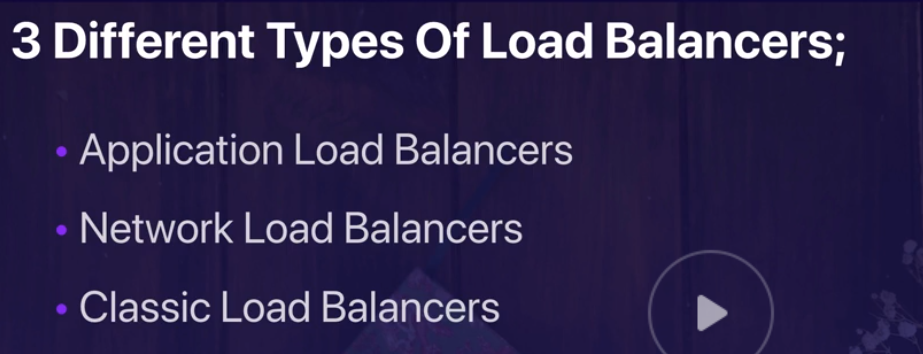 3 Different Types Of Load Balancers;
• Application Load Balancers
• Network Load Balancers
• Classic Load Balancers